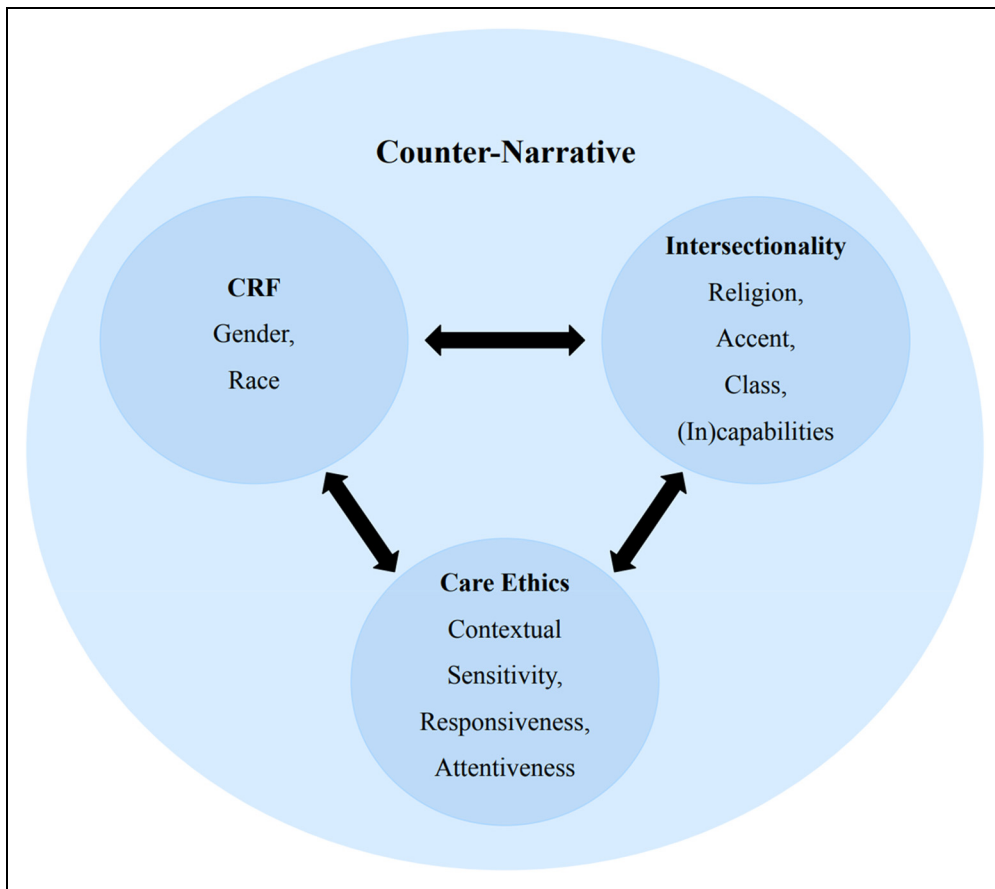 Counter-Narrative
CRF
Gender,
Race
Intersectionality
Religion,
Accent,
Class,
(In)capabilities
Care Ethics
Contextual
Sensitivity,
Responsiveness,
Attentiveness